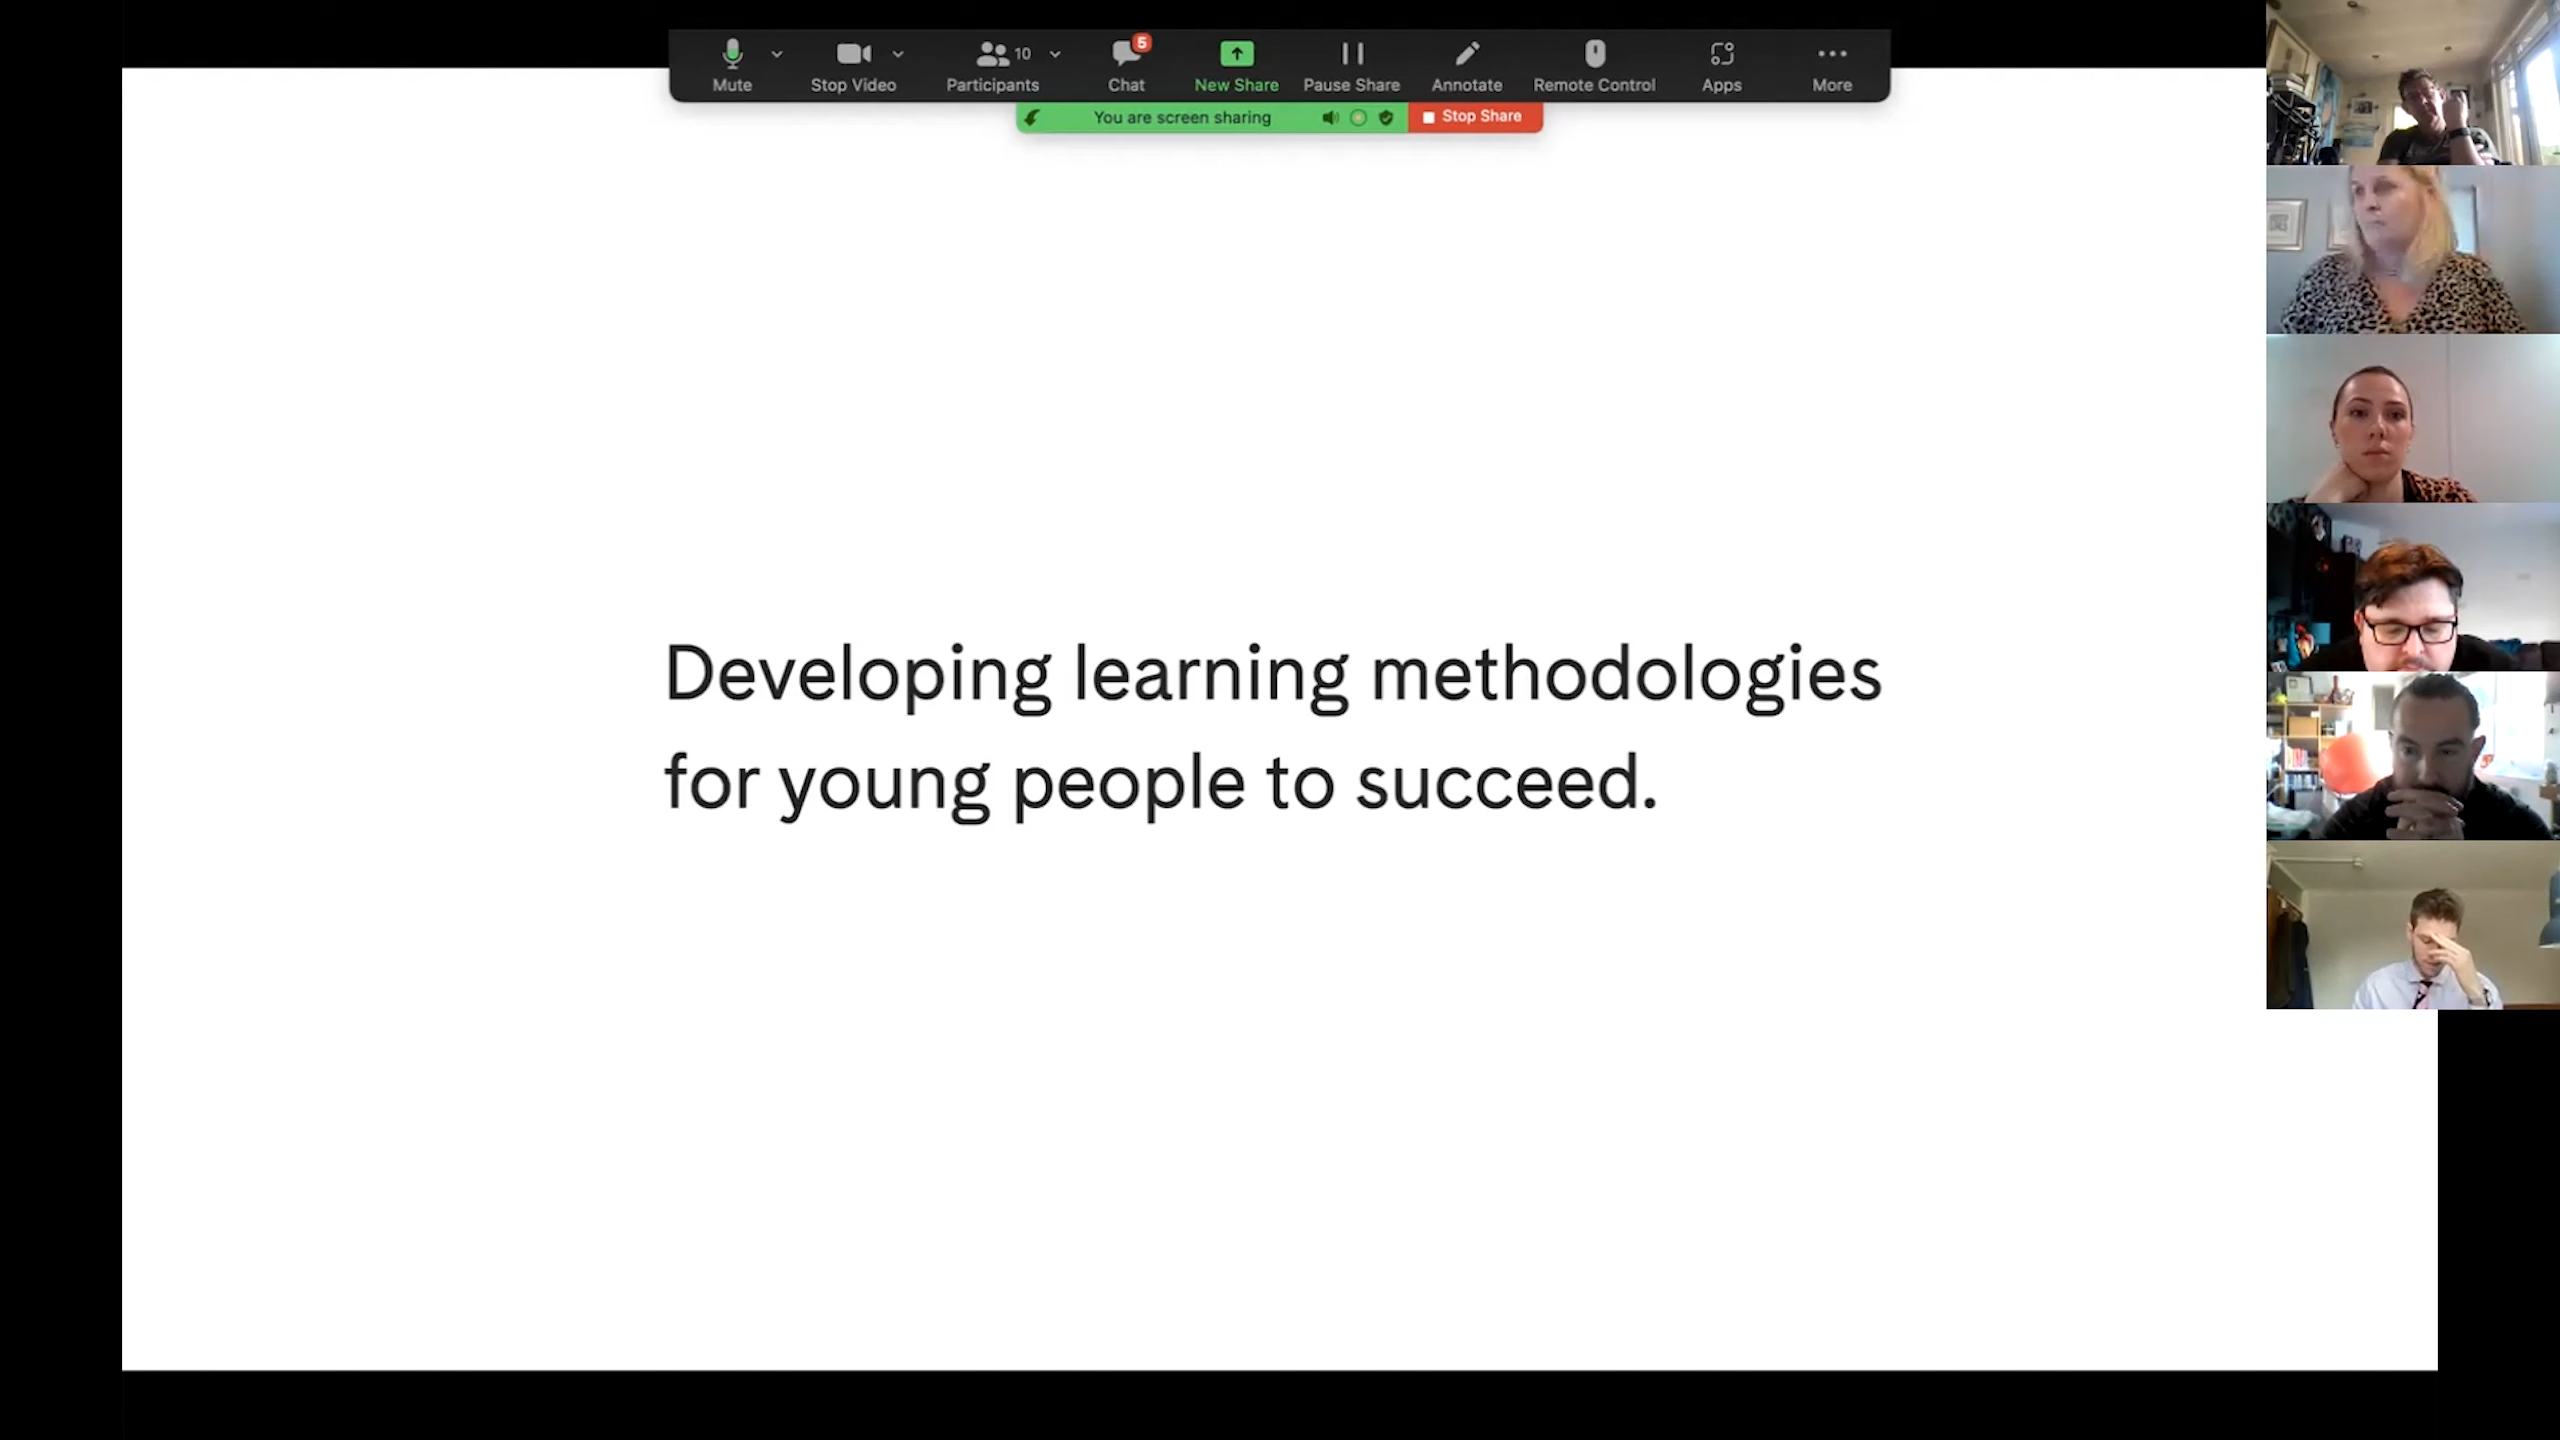 10
5
Mute
Stop Video
Participants
Chat
New Share
Pause Share
Annotate
Remote Control
Apps
More
You are screen sharing
Stop Share
Developing learning methodologies
for young people to succeed.